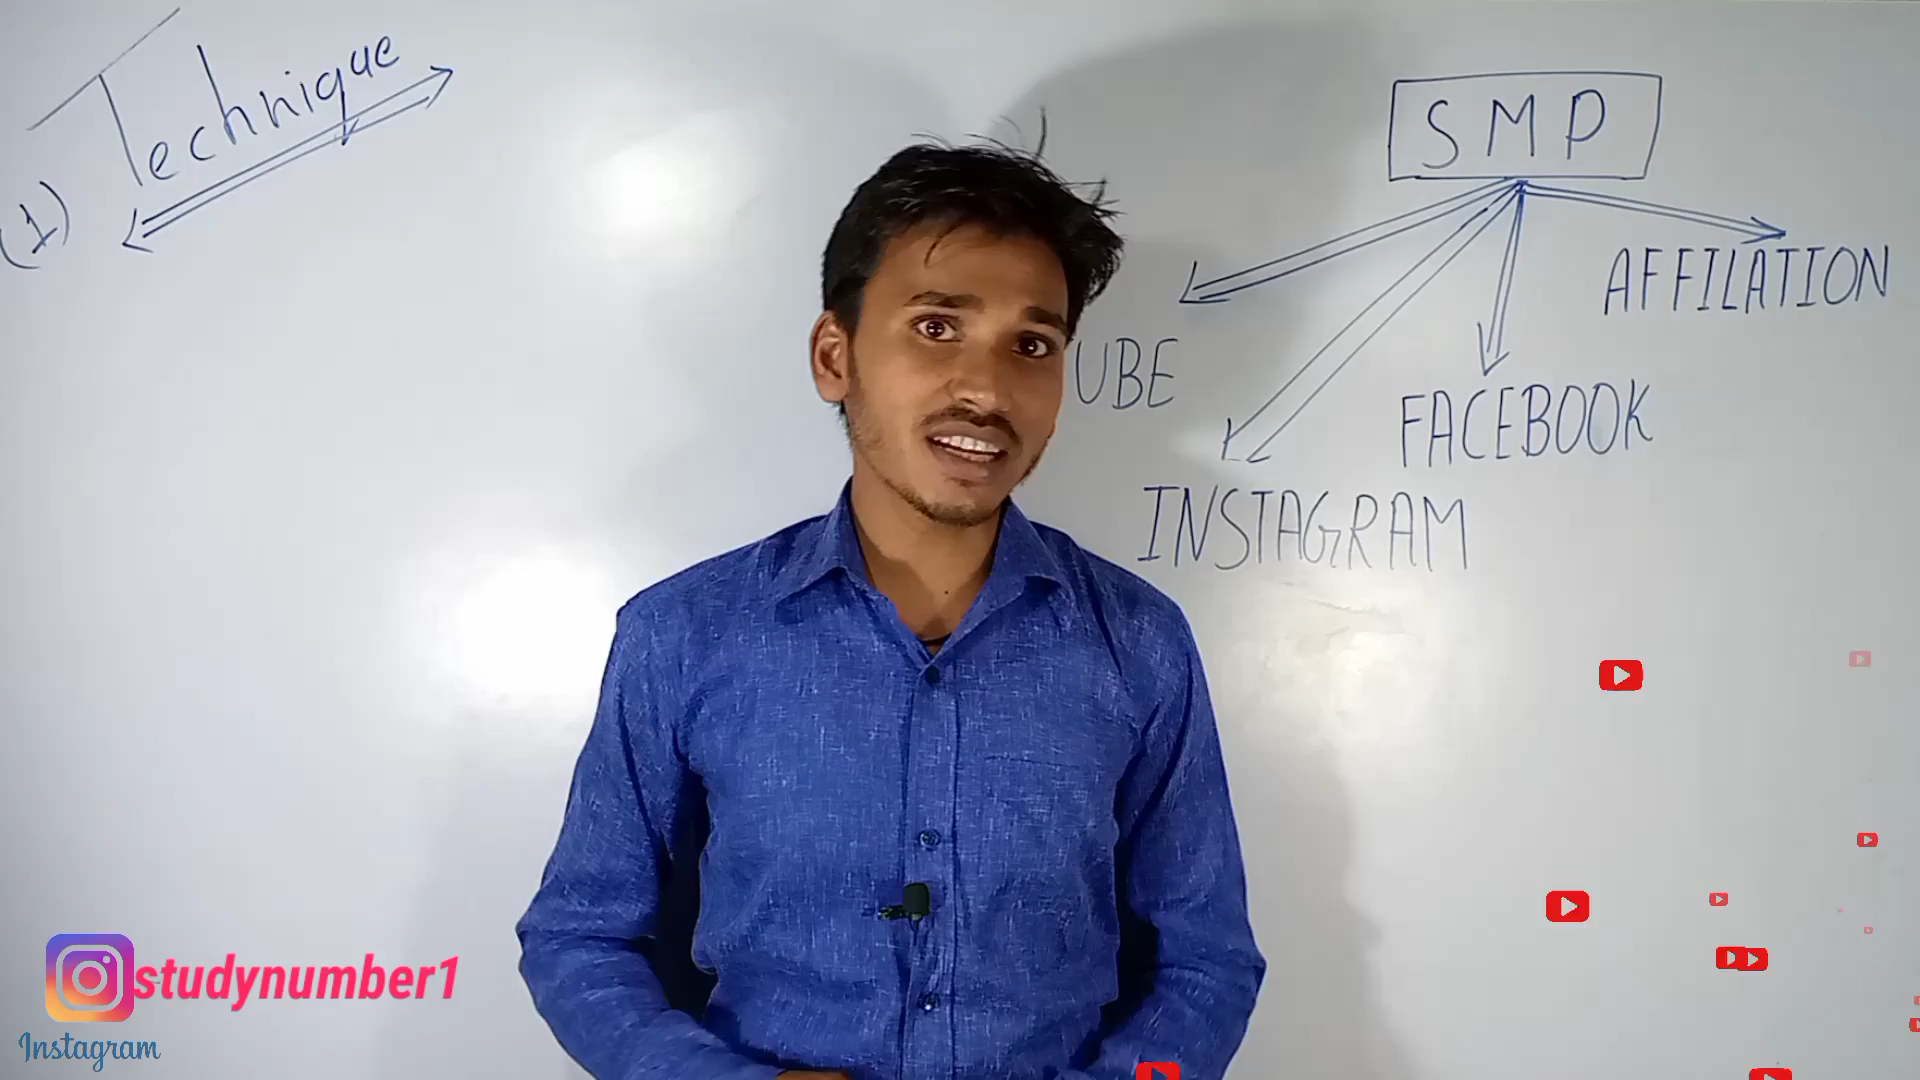 Technique
(1)
SMP
AFFILATION
UBE
FACEBOOK
INSTAGRAM
studynumber1
Instagram